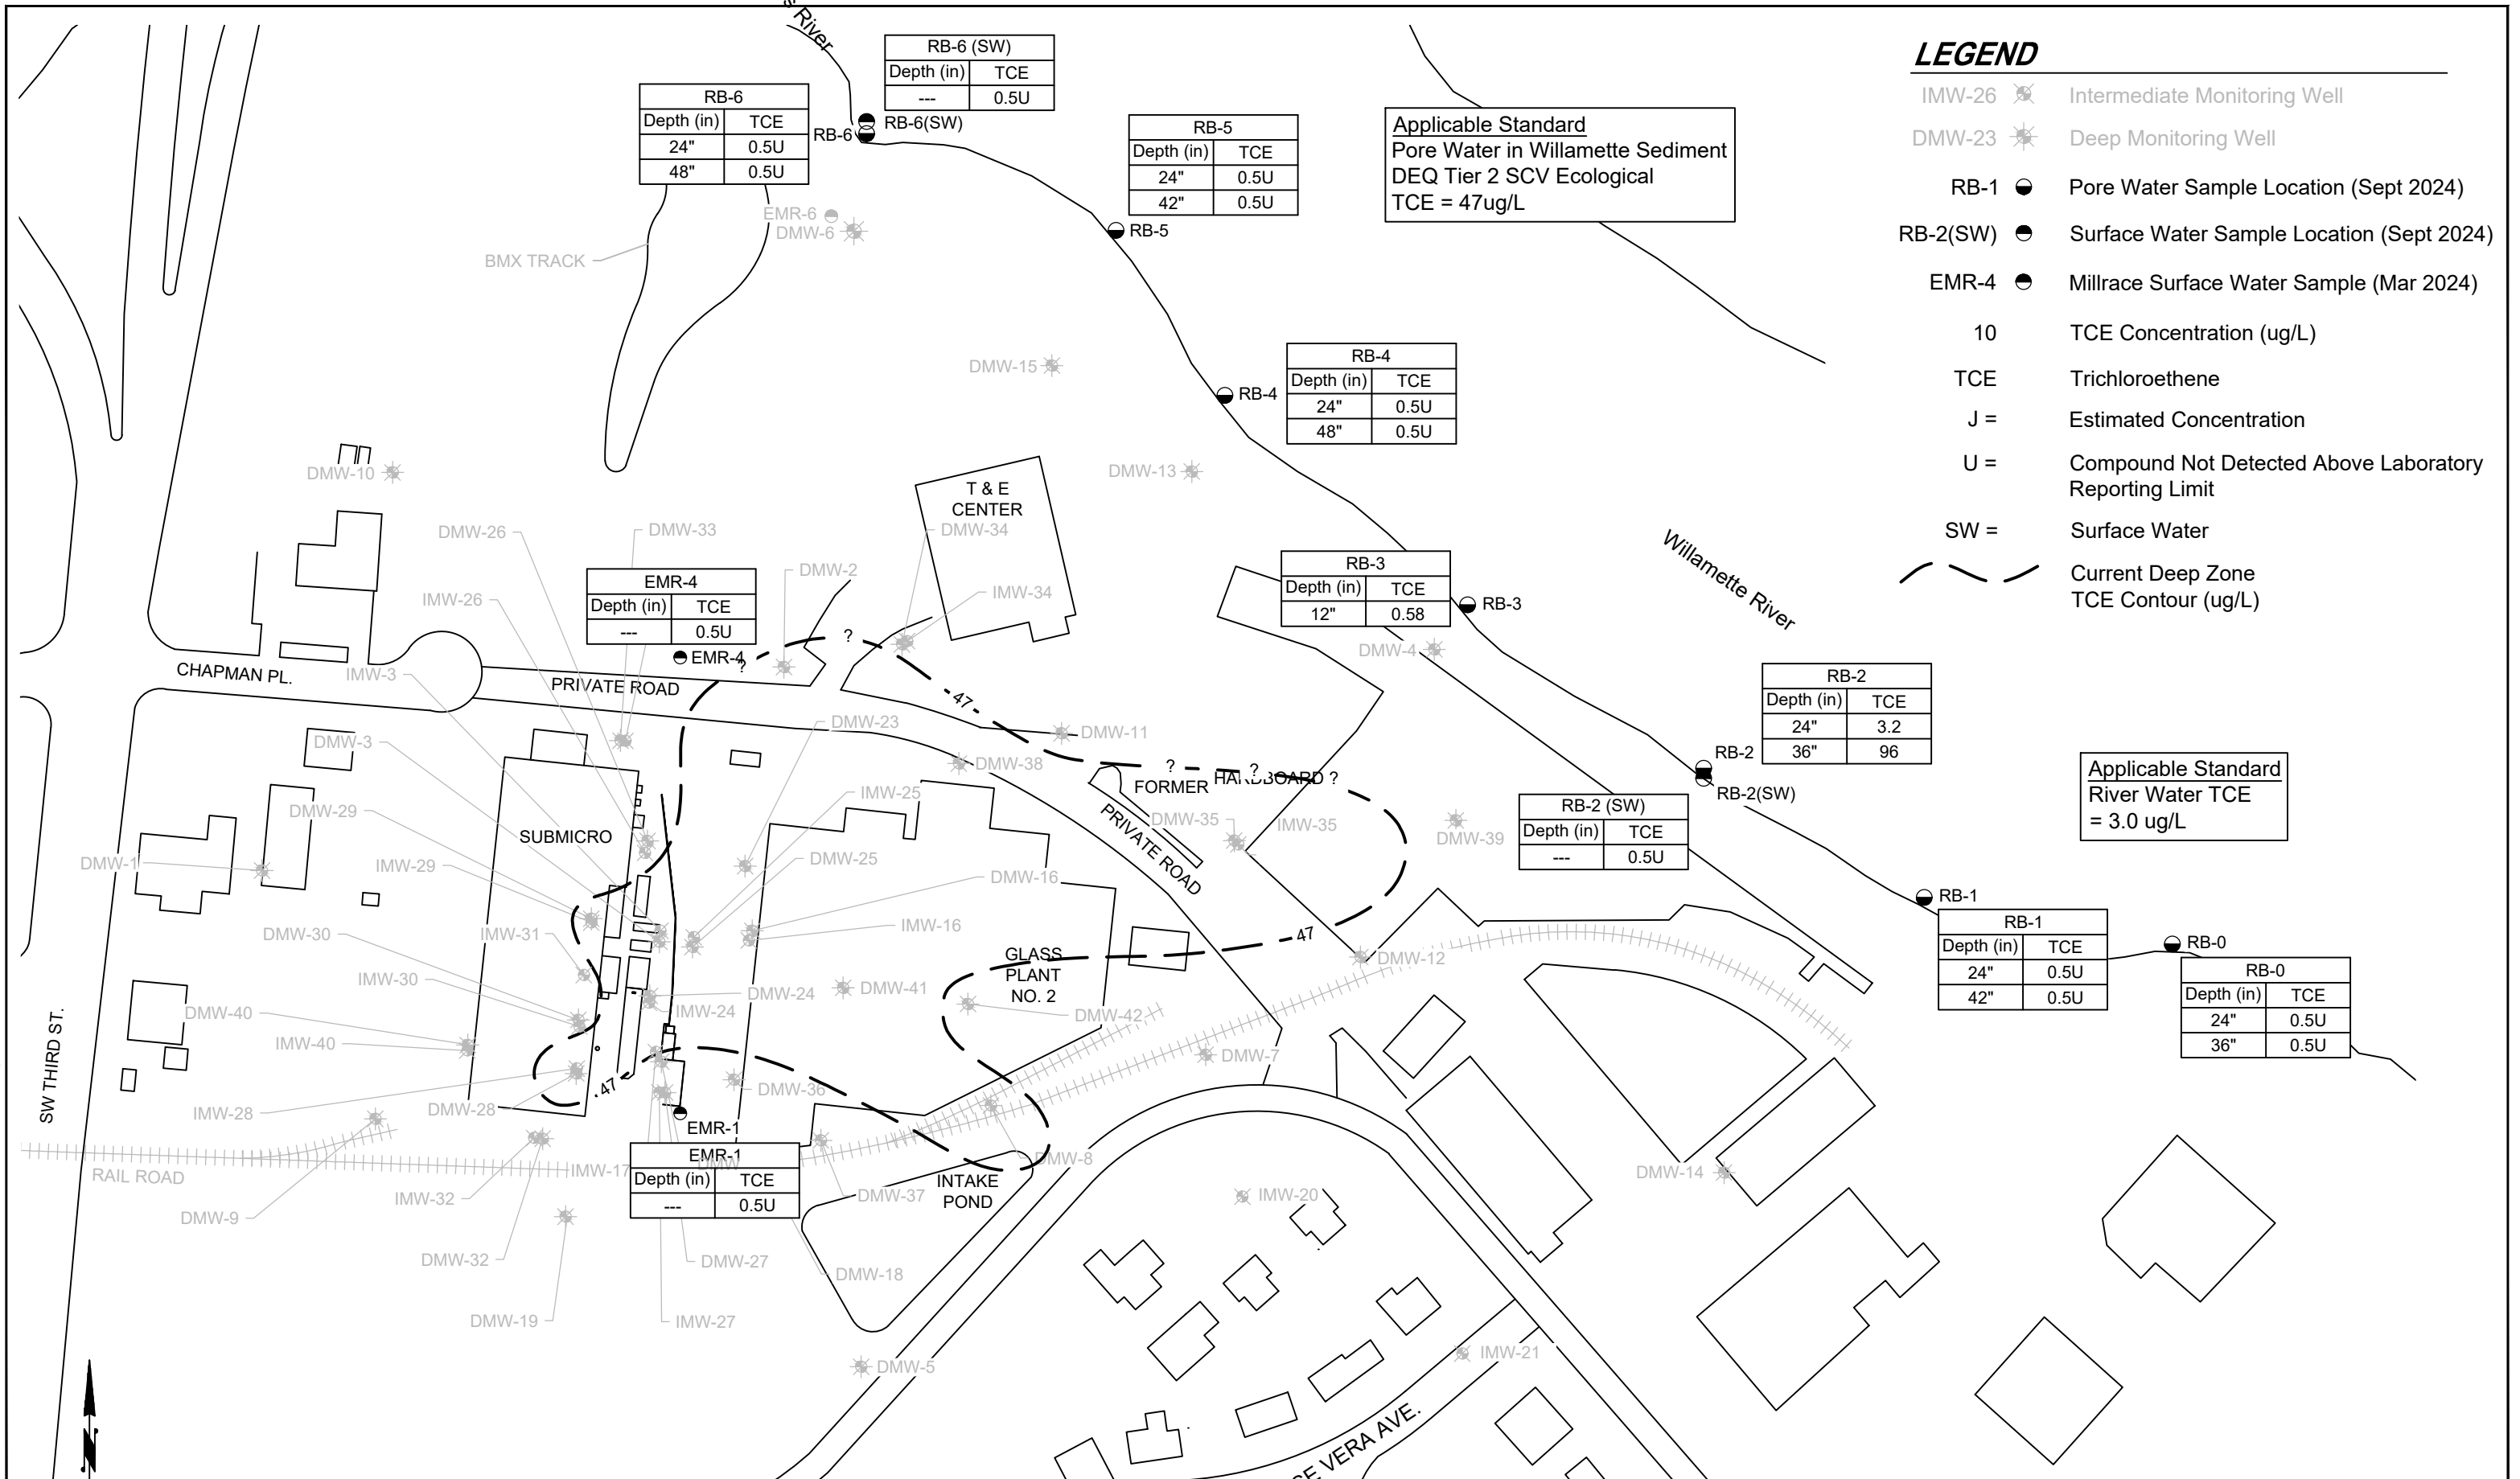 s River
RB-6 (SW)
Depth (in) TCE
--- 0.5U
RB-6
Depth (in) TCE
24" 0.5U
48" 0.5U
RB-6
RB-6(SW)
RB-5
Depth (in) TCE
24" 0.5U
42" 0.5U
RB-5
Applicable Standard
Pore Water in Willamette Sediment
DEQ Tier 2 SCV Ecological
TCE = 47ug/L
LEGEND
IMW-26 Intermediate Monitoring Well
DMW-23 Deep Monitoring Well
RB-1 Pore Water Sample Location (Sept 2024)
RB-2(SW) Surface Water Sample Location (Sept 2024)
EMR-4 Millrace Surface Water Sample (Mar 2024)
10 TCE Concentration (ug/L)
TCE Trichloroethene
J = Estimated Concentration
U = Compound Not Detected Above Laboratory
Reporting Limit
SW = Surface Water
Current Deep Zone
TCE Contour (ug/L)
EMR-6
DMW-6
BMX TRACK
DMW-15
RB-4
RB-4
Depth (in) TCE
24" 0.5U
48" 0.5U
DMW-10
DMW-13
T & E
CENTER
DMW-34
DMW-26
DMW-33
IMW-26
EMR-4
Depth (in) TCE
--- 0.5U
EMR-4
?
DMW-2
?
IMW-34
RB-3
Depth (in) TCE
12" 0.58
RB-3
Willamette River
DMW-4
CHAPMAN PL.
IMW-3
PRIVATE ROAD
47
RB-2
Depth (in) TCE
24" 3.2
36" 96
RB-2
RB-2(SW)
Applicable Standard
River Water TCE
= 3.0 ug/L
DMW-3
DMW-23
DMW-11
DMW-38
?
?
FORMER HARDBOARD ?
DMW-29
SUBMICRO
IMW-25
PRIVATE ROAD
DMW-35
IMW-35
DMW-39
RB-2 (SW)
Depth (in) TCE
--- 0.5U
DMW-1
IMW-29
DMW-25
DMW-16
RB-1
RB-1
Depth (in) TCE
24" 0.5U
42" 0.5U
RB-0
RB-0
Depth (in) TCE
24" 0.5U
36" 0.5U
DMW-30
IMW-31
IMW-16
47
GLASS
PLANT
NO. 2
DMW-12
IMW-30
DMW-24
DMW-41
DMW-40
IMW-24
DMW-42
IMW-40
SW THIRD ST.
DMW-7
47
DMW-36
IMW-28
DMW-28
EMR-1
EMR-1
Depth (in) TCE
--- 0.5U
DMW
IMW-17
RAIL ROAD
DMW-8
DMW-14
INTAKE
POND
DMW-37
IMW-32
IMW-20
DMW-9
DMW-32
DMW-27
DMW-18
DMW-19
IMW-27
DMW-5
IMW-21
SE VERA AVE.
N